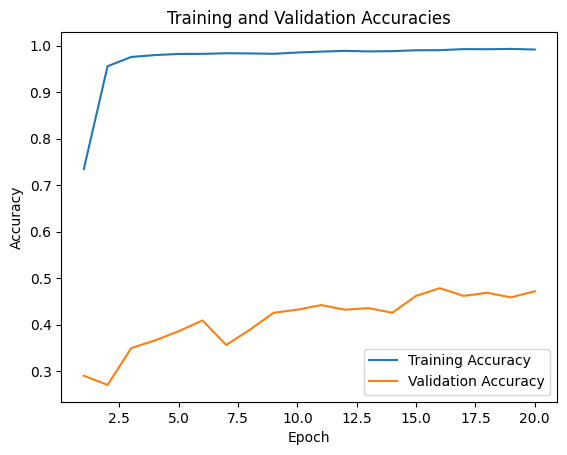 Training and Validation Accuracies
1.0
0.9
0.8
0.7
0.6
0.5
0.4
0.3
Accuracy
Training Accuracy
Validation Accuracy
2.5 5.0 7.5 10.0 12.5 15.0 17.5 20.0
Epoch